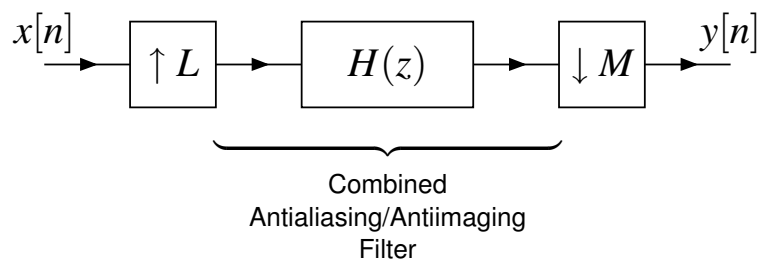 x[n]
↑ L
H(z)
↓ M
y[n]
Combined
Antialiasing/Antiimaging
Filter